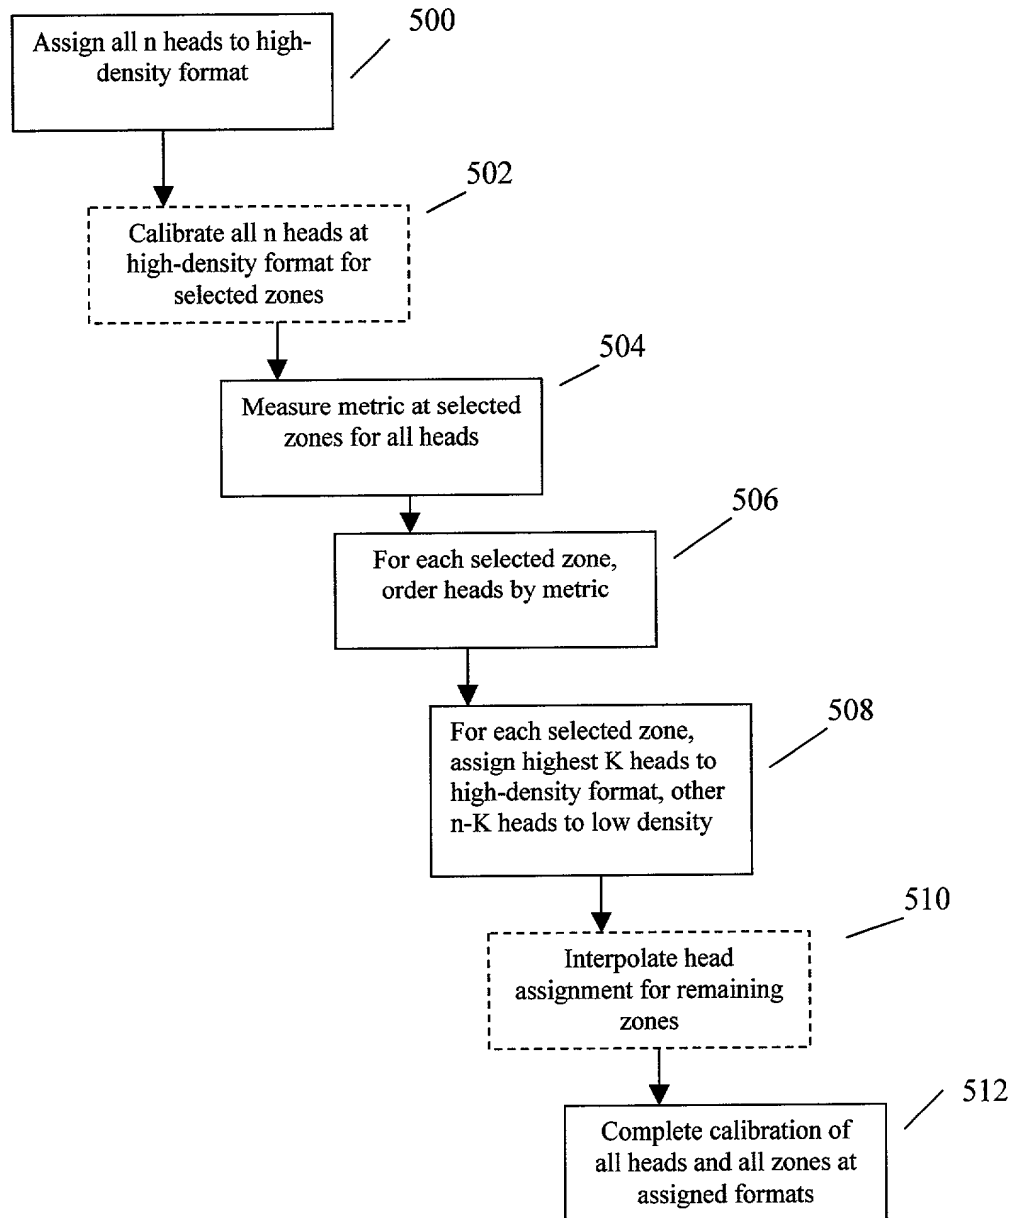 Assign all n heads to high-
density format
500
502
Calibrate all n heads at
high-density format for
selected zones
504
Measure metric at selected
zones for all heads
506
For each selected zone,
order heads by metric
508
For each selected zone,
assign highest K heads to
high-density format, other
n-K heads to low density
510
Interpolate head
assignment for remaining
zones
512
Complete calibration of
all heads and all zones at
assigned formats